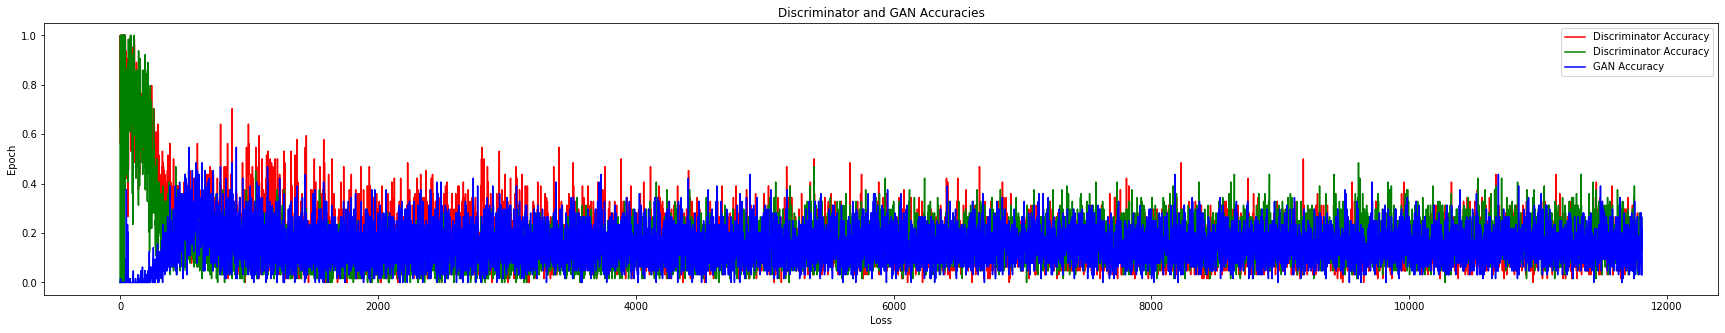 Discriminator and GAN Accuracies
Discriminator Accuracy
Discriminator Accuracy
GAN Accuracy
Epoch
1.0
0.8
0.6
0.4
0.2
0.0
0 2000 4000 6000 8000 10000 12000
Loss